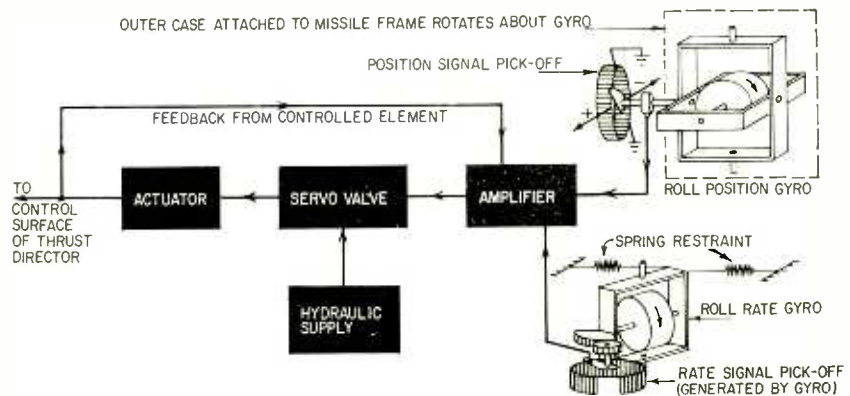 OUTER CASE ATTACHED TO MISSILE FRAME ROTATES ABOUT GYRO
POSITION SIGNAL PICK-OFF
- 
+
FEEDBACK FROM CONTROLLED ELEMENT
ROLL POSITION GYRO
TO
CONTROL
SURFACE
OF THRUST
DIRECTOR
ACTUATOR
SERVO VALVE
AMPLIFIER
SPRING RESTRAINT
HYDRAULIC
SUPPLY
ROLL RATE GYRO
RATE SIGNAL PICK-OFF
(GENERATED BY GYRO)